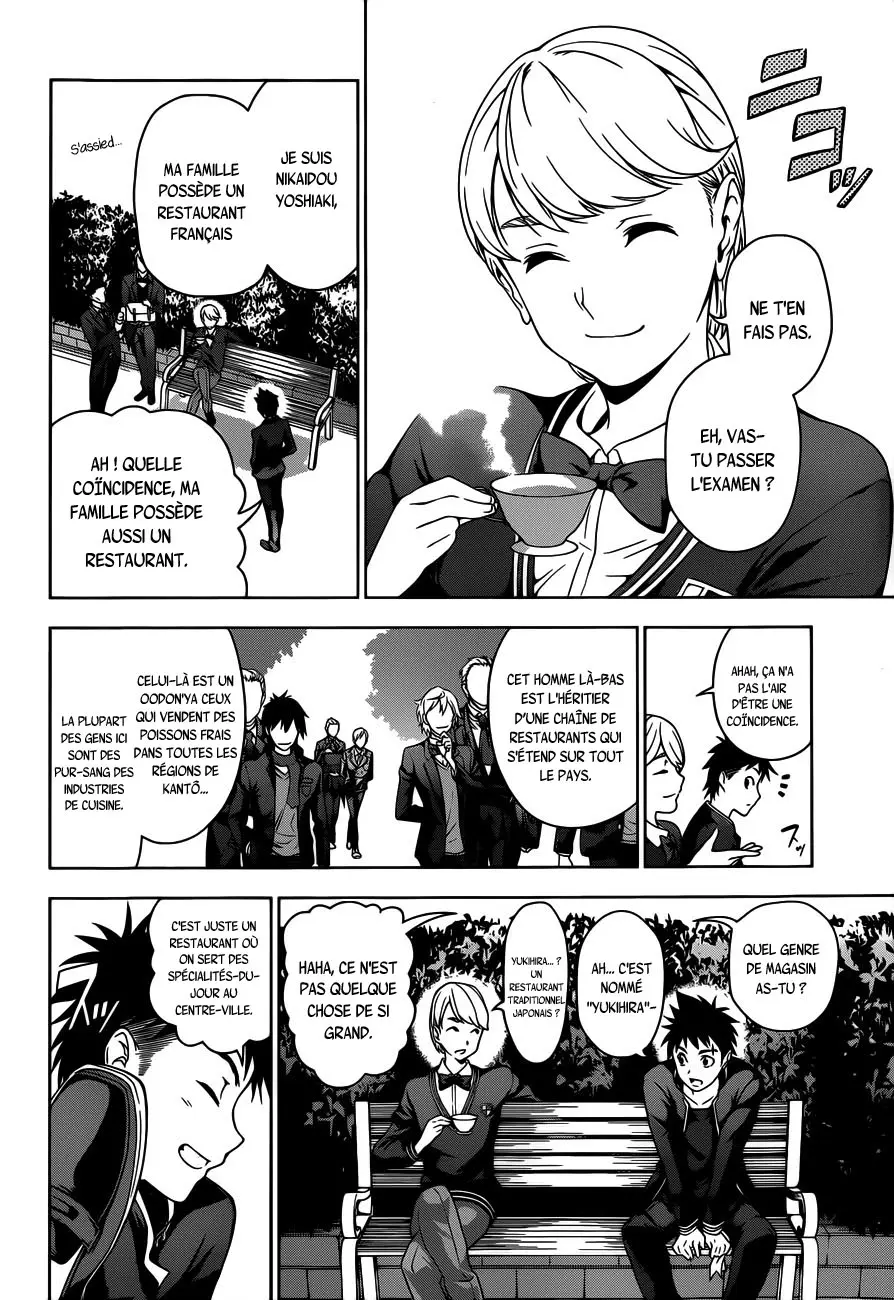 ニコッ
NE T'EN
FAIS PAS.
EH, VAS-
TU PASSER
L'EXAMEN ?
JE SUIS
NIKAIDOU
YOSHIAKI,
MA FAMILLE
POSSÈDE UN
RESTAURANT
FRANÇAIS
S'assied...
AH ! QUELLE
COÏNCIDENCE, MA
FAMILLE POSSÈDE
AUSSI UN
RESTAURANT.
AHAH, ÇA N'A
PAS L'AIR
D'ÊTRE UNE
COÏNCIDENCE.
スッ
CET HOMME LÀ-BAS
EST L'HÉRITIER
D'UNE CHAÎNE DE
RESTAURANTS QUI
S'ÉTEND SUR TOUT
LE PAYS.
CELUI-LÀ EST UN
OODON'YA CEUX
QUI VENDENT DES
POISSONS FRAIS
DANS TOUTES LES
RÉGIONS DE
KANTÔ...
LA PLUPART
DES GENS ICI
SONT DES
PUR-SANG DES
INDUSTRIES
DE CUISINE.
QUEL GENRE
DE MAGASIN
AS-TU ?
AH... C'EST
NOMMÉ
"YUKIHIRA"-
YUKIHIRA... ?
UN
RESTAURANT
TRADITIONNEL
JAPONAIS ?
HAHA, CE N'EST
PAS QUELQUE
CHOSE DE SI
GRAND.
C'EST JUSTE UN
RESTAURANT OÙ
ON SERT DES
SPÉCIALITÉS-DU-
JOUR AU
CENTRE-VILLE.